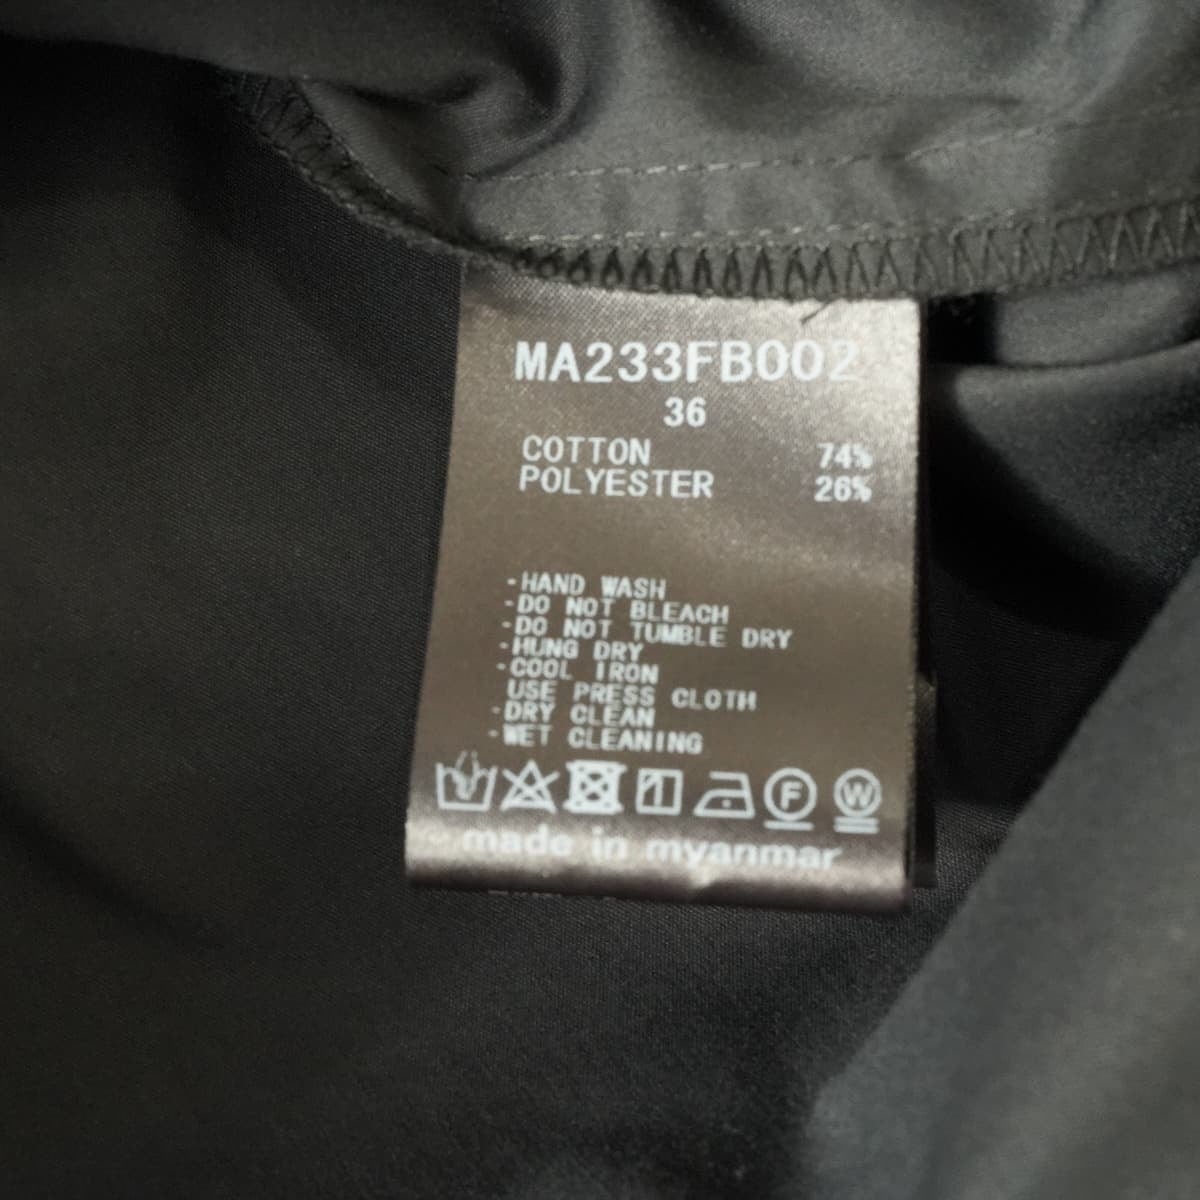 MA233FB002
36
COTTON 74%
POLYESTER 26%
-HAND WASH
-DO NOT BLEACH
-DO NOT TUMBLE DRY
-HUNG DRY
-COOL IRON
USE PRESS CLOTH
-DRY CLEAN
-WET CLEANING
F W
made in myanmar